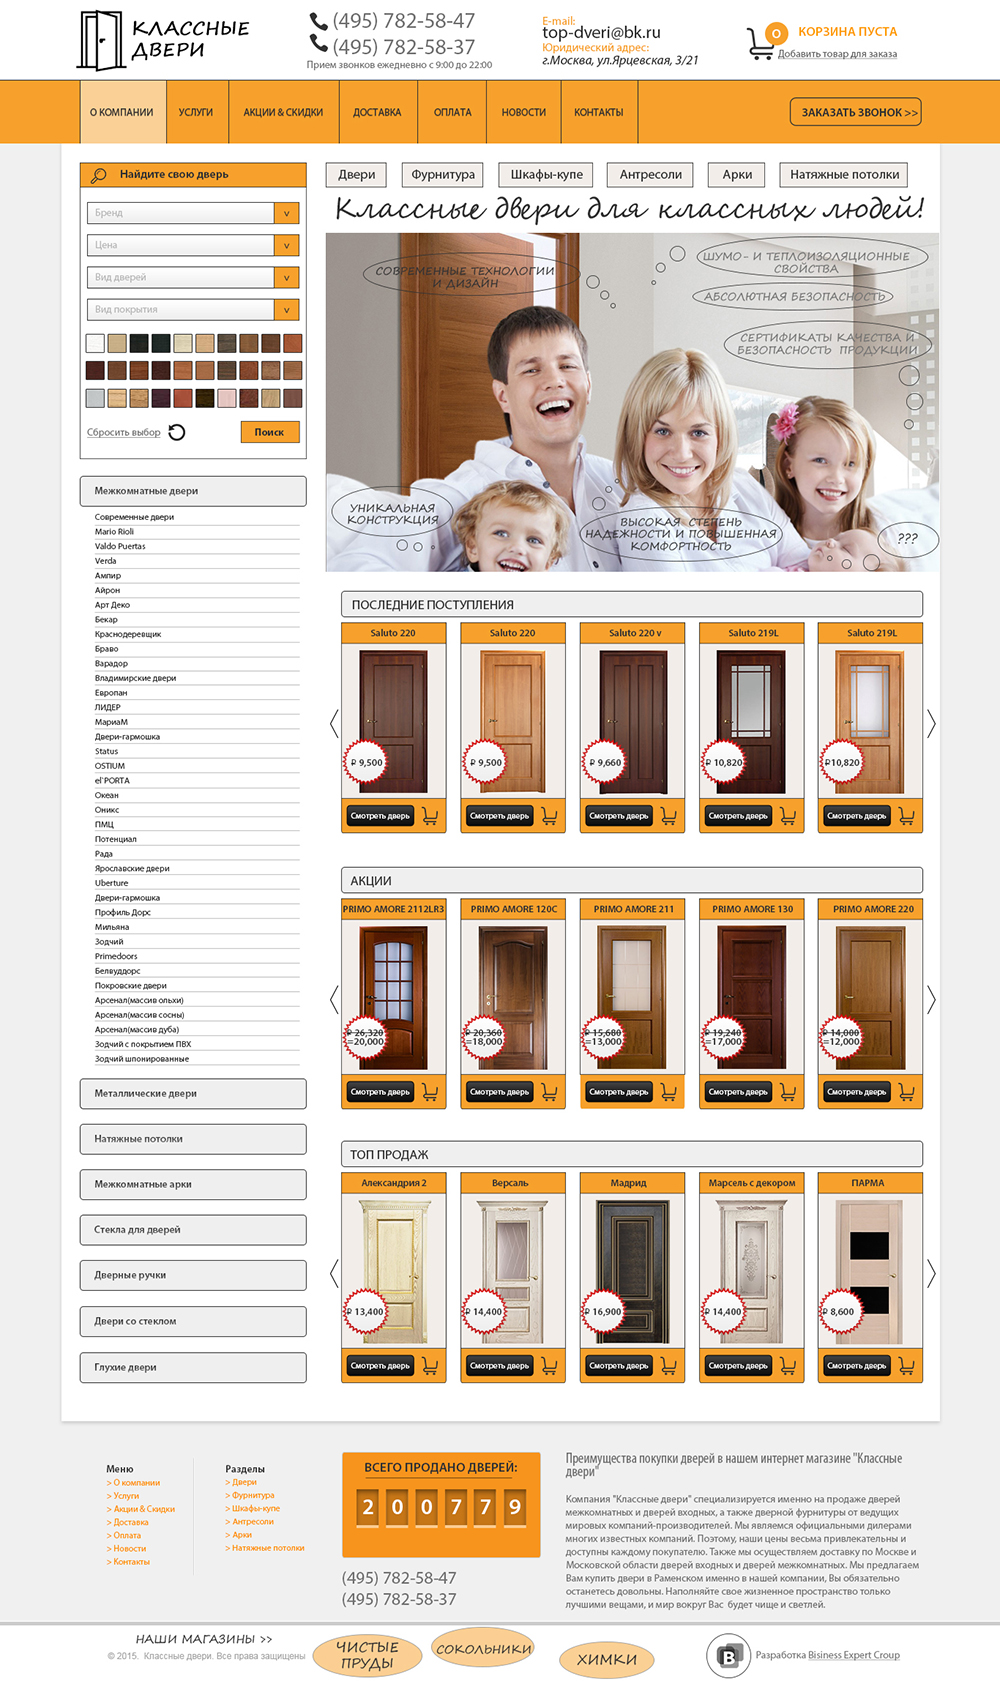 КЛАССНЫЕ
ДВЕРИ
(495) 782-58-47
(495) 782-58-37
Прием звонков ежедневно с 9:00 до 22:00
E-mail:
top-dveri@bk.ru
Юридический адрес:
г.Москва, ул.Ярцевская, 3/21
0
КОРЗИНА ПУСТА
Добавить товар для заказа
О КОМПАНИИ
УСЛУГИ
АКЦИИ & СКИДКИ
ДОСТАВКА
ОПЛАТА
НОВОСТИ
КОНТАКТЫ
ЗАКАЗАТЬ ЗВОНОК >>
Найдите свою дверь
Бренд
v
Цена
v
Вид дверей
v
Вид покрытия
v
Сбросить выбор
Поиск
Межкомнатные двери
Современные двери
Mario Rioli
Valdo Puertas
Verda
Ампир
Айрон
Арт Деко
Бекар
Краснодеревщик
Браво
Варадор
Владимирские двери
Европан
ЛИДЕР
МариаМ
Двери-гармошка
Status
OSTIUM
el`PORTA
Океан
Оникс
ПМЦ
Потенциал
Рада
Ярославские двери
Uberture
Двери-гармошка
Профиль Дорс
Мильяна
Зодчий
Primedoors
Белвуддорс
Покровские двери
Арсенал(массив ольхи)
Арсенал(массив сосны)
Арсенал(массив дуба)
Зодчий с покрытием ПВХ
Зодчий шпонированные
Металлические двери
Натяжные потолки
Межкомнатные арки
Стекла для дверей
Дверные ручки
Двери со стеклом
Глухие двери
Двери
Фурнитура
Шкафы-купе
Антресоли
Арки
Натяжные потолки
Классные двери для классных людей!
СОВРЕМЕННЫЕ ТЕХНОЛОГИИ
И ДИЗАЙН
ШУМО- И ТЕПЛОИЗОЛЯЦИОННЫЕ
СВОЙСТВА
АБСОЛЮТНАЯ БЕЗОПАСНОСТЬ
СЕРТИФИКАТЫ КАЧЕСТВА И
БЕЗОПАСНОСТЬ ПРОДУКЦИИ
УНИКАЛЬНАЯ
КОНСТРУКЦИЯ
ВЫСОКАЯ СТЕПЕНЬ
НАДЕЖНОСТИ И ПОВЫШЕННАЯ
КОМФОРТНОСТЬ
???
ПОСЛЕДНИЕ ПОСТУПЛЕНИЯ
Saluto 220
Saluto 220
Saluto 220 v
Saluto 219L
Saluto 219L
₽ 9,500
₽ 9,500
₽ 9,660
₽ 10,820
₽10,820
Смотреть дверь
Смотреть дверь
Смотреть дверь
Смотреть дверь
Смотреть дверь
АКЦИИ
PRIMO AMORE 2112LR3
PRIMO AMORE 120C
PRIMO AMORE 211
PRIMO AMORE 130
PRIMO AMORE 220
₽ 26,320
=20,000
₽ 20,360
=18,000
₽ 15,680
=13,000
₽ 19,240
=17,000
₽ 14,000
=12,000
Смотреть дверь
Смотреть дверь
Смотреть дверь
Смотреть дверь
Смотреть дверь
ТОП ПРОДАЖ
Александрия 2
Версаль
Мадрид
Марсель с декором
ПАРМА
₽ 13,400
₽ 14,400
₽ 16,900
₽ 14,400
₽ 8,600
Смотреть дверь
Смотреть дверь
Смотреть дверь
Смотреть дверь
Смотреть дверь
Меню
> О компании
> Услуги
> Акции & Скидки
> Доставка
> Оплата
> Новости
> Контакты
Разделы
> Двери
> Фурнитура
> Шкафы-купе
> Антресоли
> Арки
> Натяжные потолки
ВСЕГО ПРОДАНО ДВЕРЕЙ:
2 0 0 7 7 9
(495) 782-58-47
(495) 782-58-37
Преимущества покупки дверей в нашем интернет магазине "Классные
двери"
Компания "Классные двери" специализируется именно на продаже дверей
межкомнатных и дверей входных, а также дверной фурнитуры от ведущих
мировых компаний-производителей. Мы являемся официальными дилерами
многих известных компаний. Поэтому, наши цены весьма привлекательны и
доступны каждому покупателю. Также мы осуществляем доставку по Москве и
Московской области дверей входных и дверей межкомнатных. Мы предлагаем
Вам купить двери в Раменском именно в нашей компании, Вы обязательно
останетесь довольны. Наполняйте свое жизненное пространство только
лучшими вещами, и мир вокруг Вас будет чище и светлей.
НАШИ МАГАЗИНЫ >>
© 2015. Классные двери. Все права защищены
ЧИСТЫЕ
ПРУДЫ
СОКОЛЬНИКИ
ХИМКИ
B
Разработка Bisiness Expert Croup